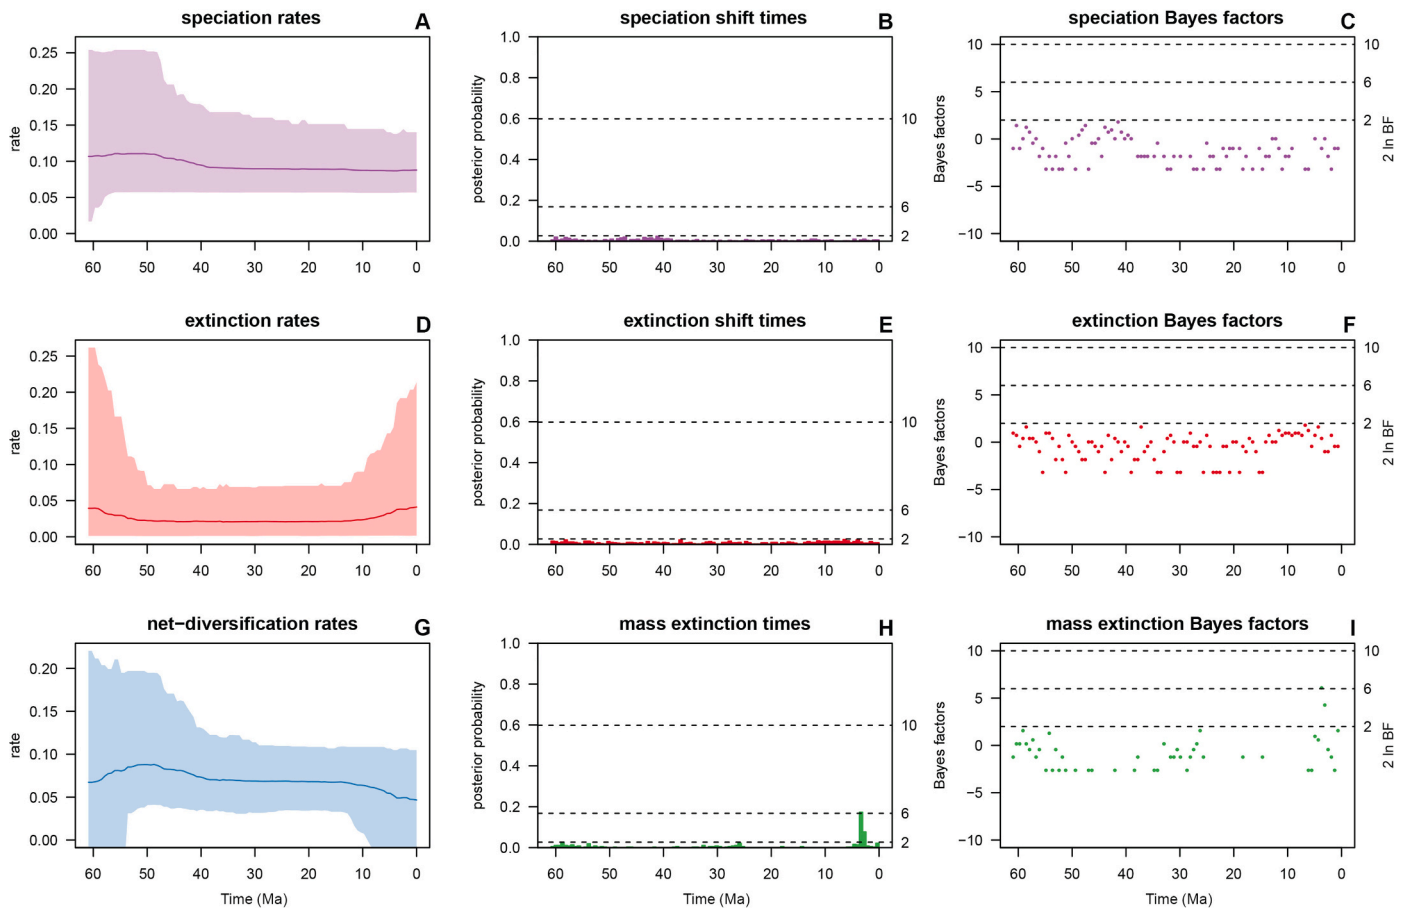 speciation rates A
rate
0.25
0.20
0.15
0.10
0.05
0.00
60 50 40 30 20 10 0
speciation shift times B
posterior probability
1.0
0.8
0.6
0.4
0.2
0.0
10
6
2
60 50 40 30 20 10 0
speciation Bayes factors C
Bayes factors
10
5
0
−5
−10
10
6
2
2 ln BF
60 50 40 30 20 10 0
extinction rates D
rate
0.25
0.20
0.15
0.10
0.05
0.00
60 50 40 30 20 10 0
extinction shift times E
posterior probability
1.0
0.8
0.6
0.4
0.2
0.0
10
6
2
60 50 40 30 20 10 0
extinction Bayes factors F
Bayes factors
10
5
0
−5
−10
10
6
2
2 ln BF
60 50 40 30 20 10 0
net−diversification rates G
rate
0.20
0.15
0.10
0.05
0.00
60 50 40 30 20 10 0
Time (Ma)
mass extinction times H
posterior probability
1.0
0.8
0.6
0.4
0.2
0.0
10
6
2
60 50 40 30 20 10 0
Time (Ma)
mass extinction Bayes factors I
Bayes factors
10
5
0
−5
−10
10
6
2
2 ln BF
60 50 40 30 20 10 0
Time (Ma)